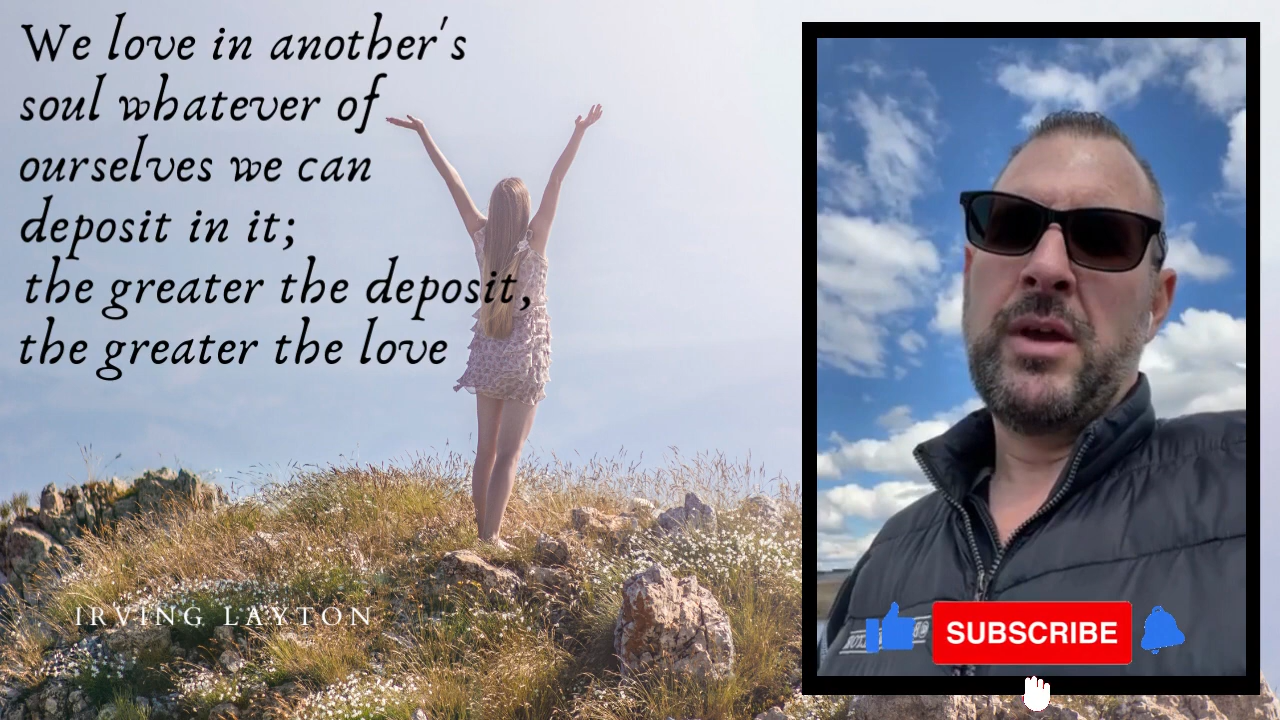 We love in another's
soul whatever of
ourselves we can
deposit in it;
the greater the deposit,
the greater the love
IRVING LAYTON
SUBSCRIBE